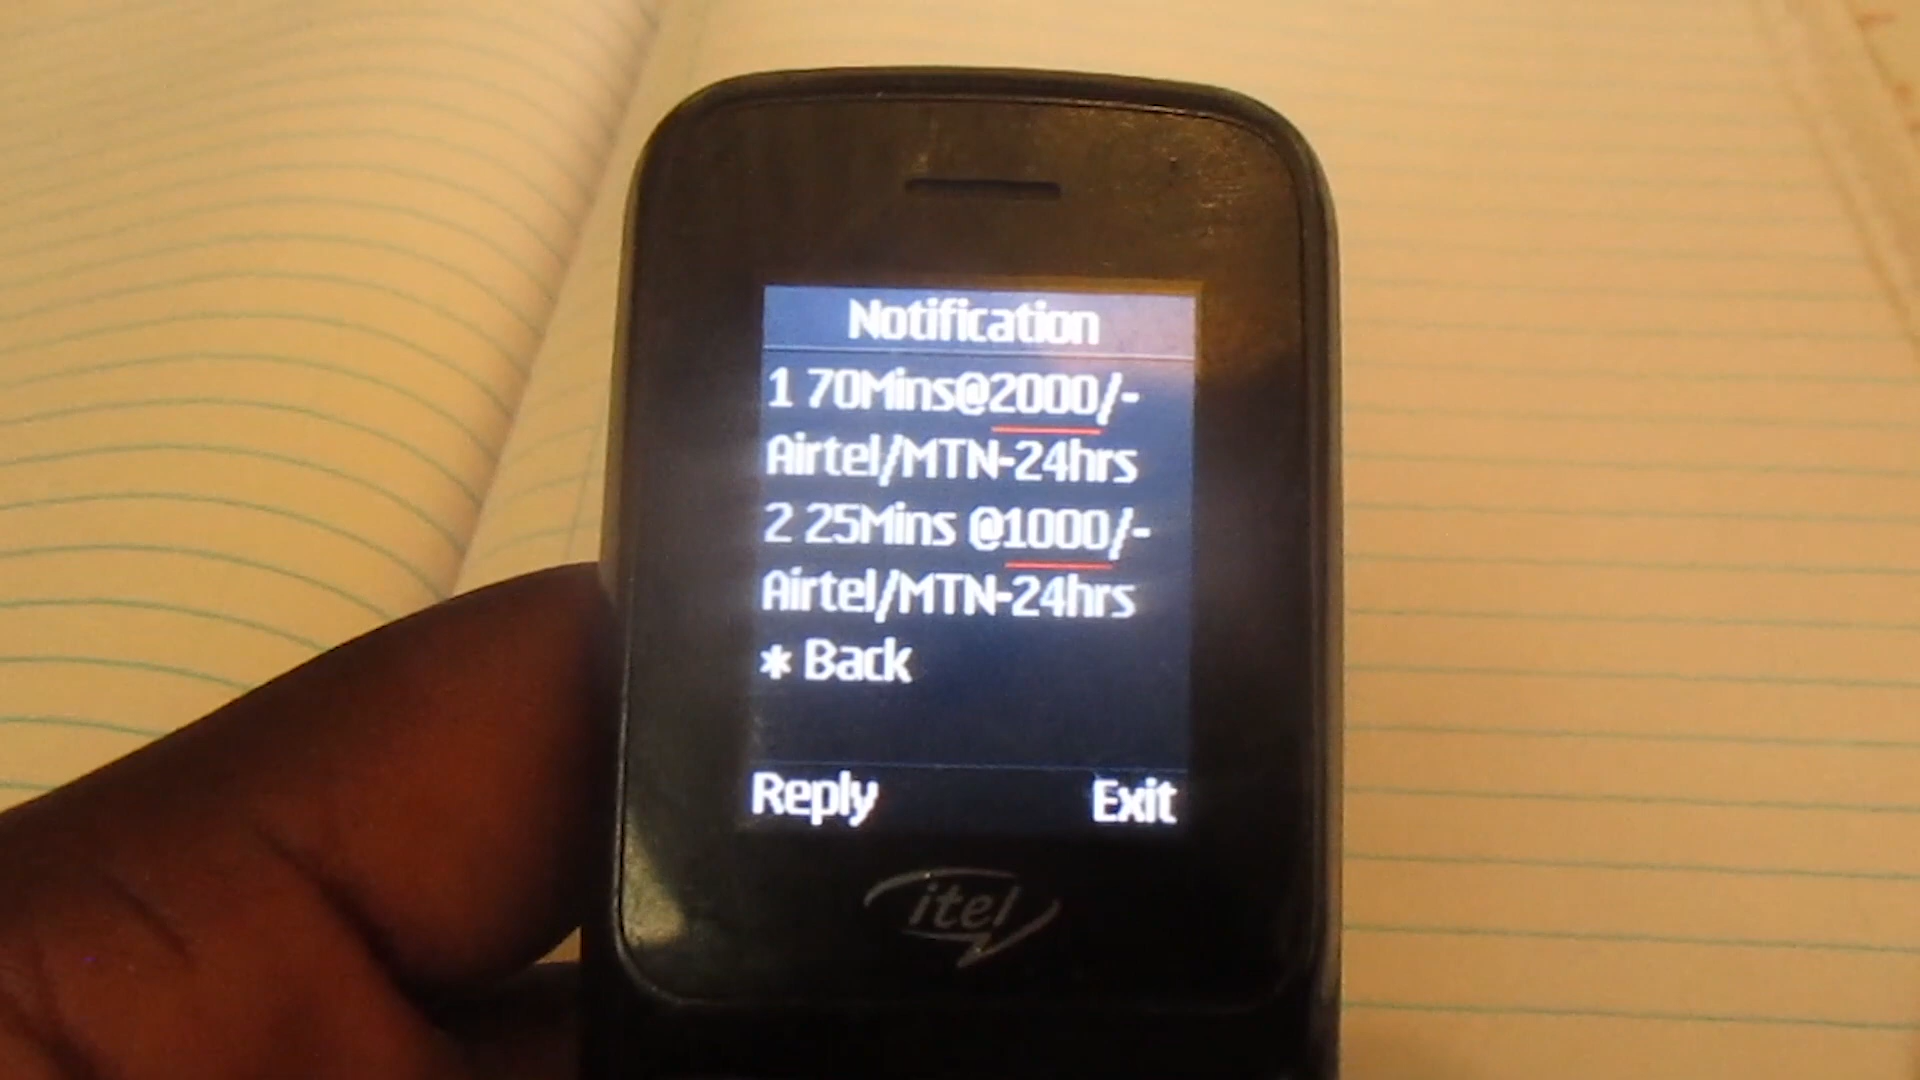 Notification
1 70Mins@2000/-
Airtel/MTN-24hrs
2 25Mins @1000/-
Airtel/MTN-24hrs
* Back
Reply Exit
itel